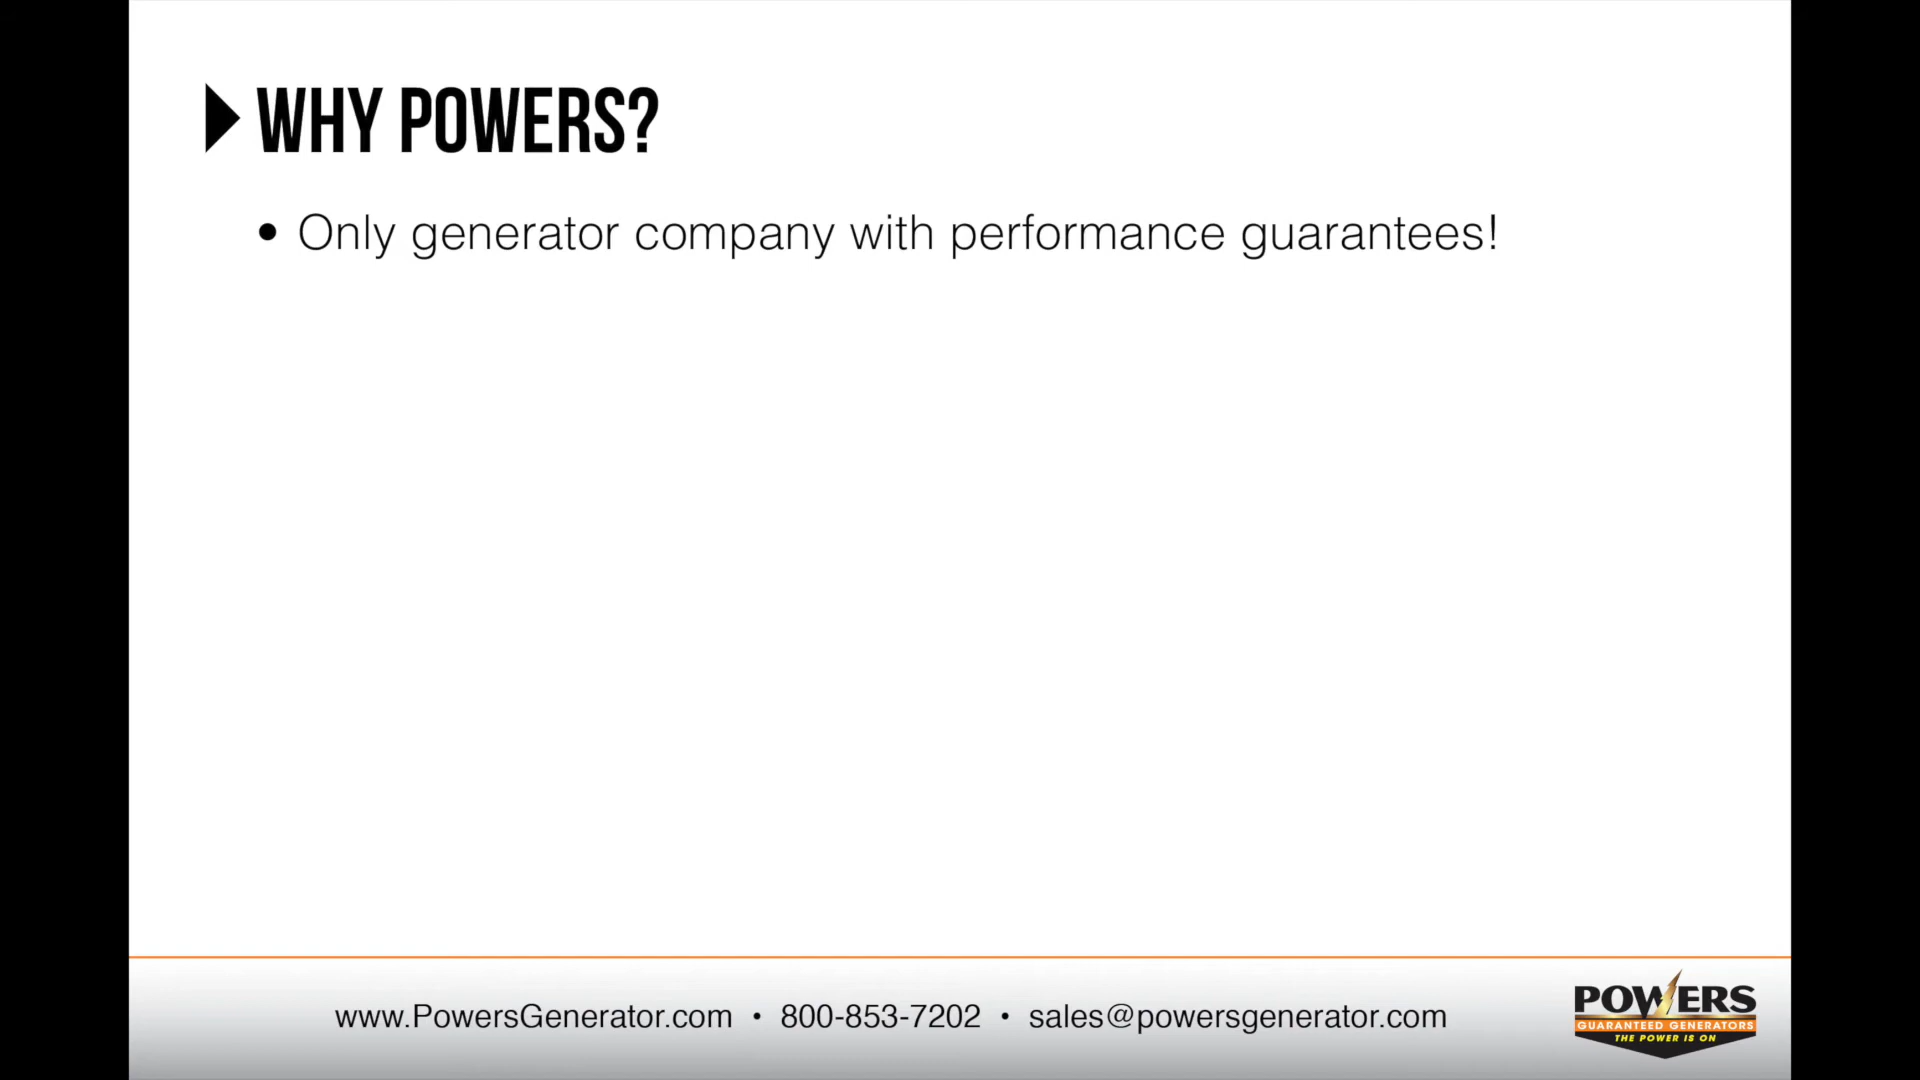 WHY POWERS?
• Only generator company with performance guarantees!
www.PowersGenerator.com • 800-853-7202 • sales@powersgenerator.com
POWERS
GUARANTEED GENERATORS
THE POWER IS ON